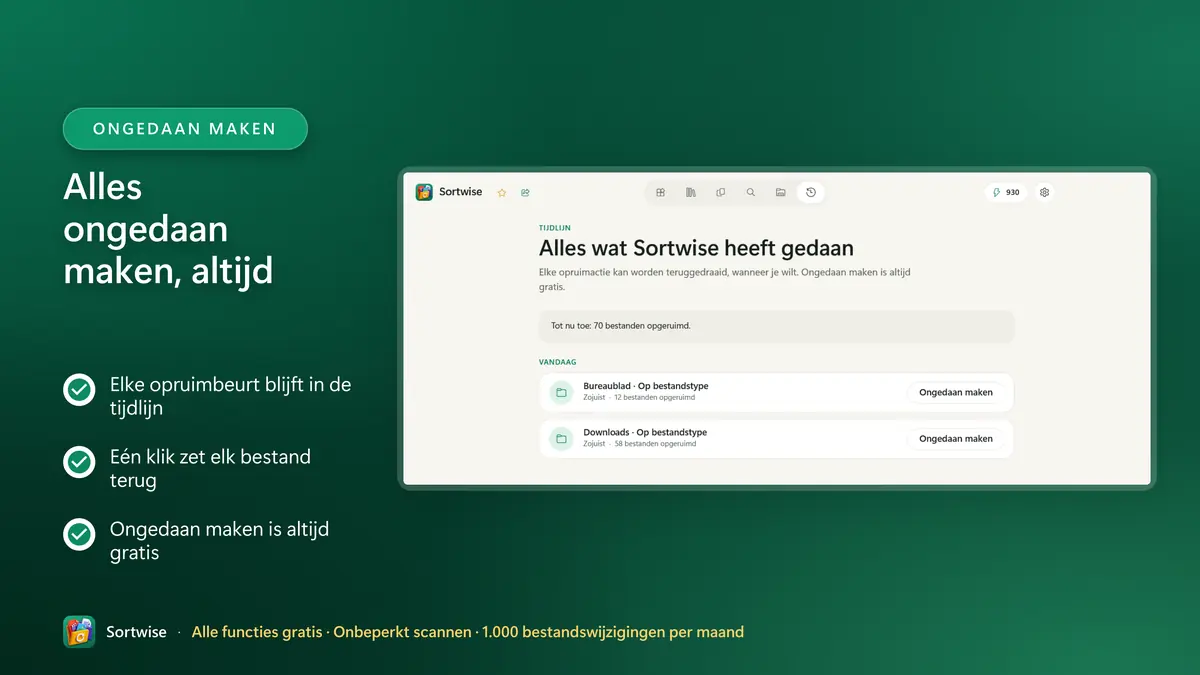 ONGEDAAN MAKEN
Alles
ongedaan
maken, altijd
Elke opruimbeurt blijft in de
tijdlijn
Eén klik zet elk bestand
terug
Ongedaan maken is altijd
gratis
Sortwise
930
TIJDLIJN
Alles wat Sortwise heeft gedaan
Elke opruimactie kan worden teruggedraaid, wanneer je wilt. Ongedaan maken is altijd
gratis.
Tot nu toe: 70 bestanden opgeruimd.
VANDAAG
Bureaublad · Op bestandstype
Zojuist · 12 bestanden opgeruimd
Ongedaan maken
Downloads · Op bestandstype
Zojuist · 58 bestanden opgeruimd
Ongedaan maken
Sortwise · Alle functies gratis · Onbeperkt scannen · 1.000 bestandswijzigingen per maand